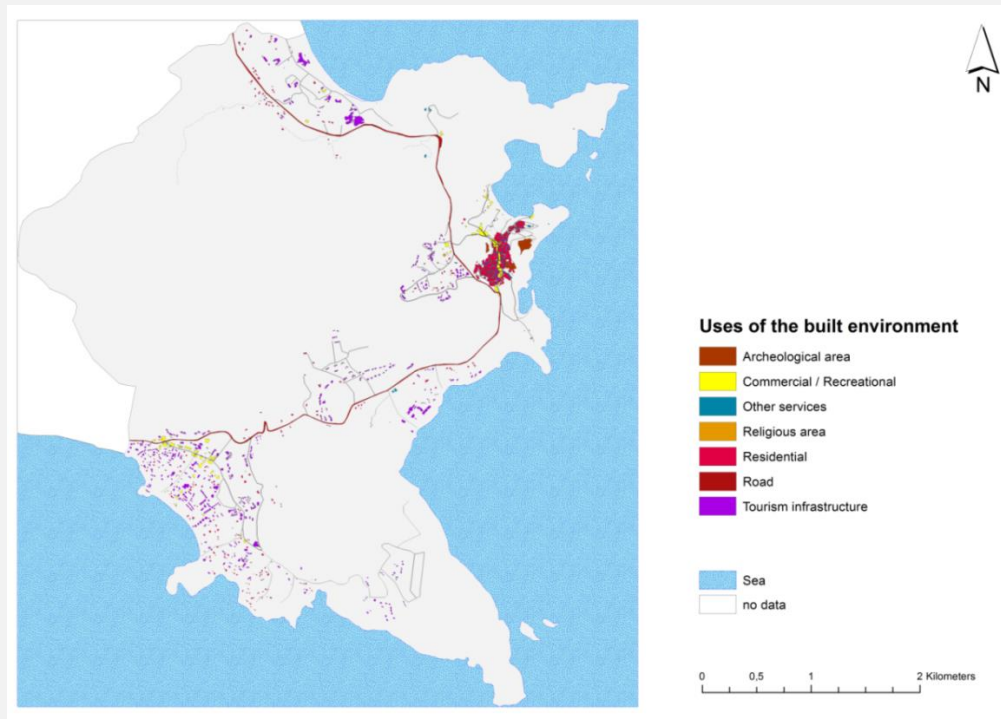 N
Uses of the built environment
Archeological area
Commercial / Recreational
Other services
Religious area
Residential
Road
Tourism infrastructure
Sea
no data
0 0,5 1 2 Kilometers